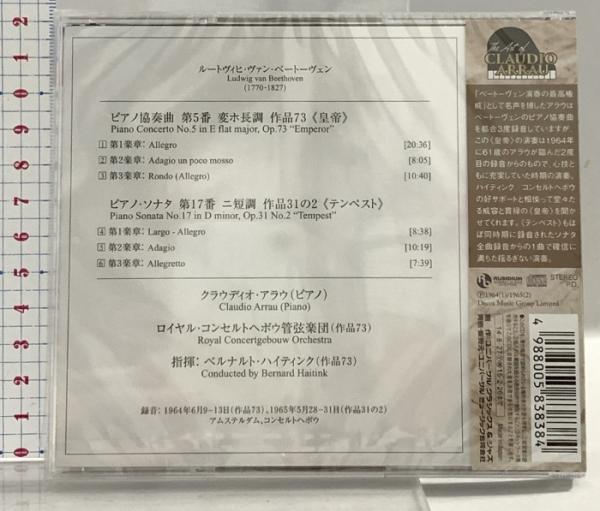 ルートヴィヒ・ヴァン・ベートーヴェン
Ludwig van Beethoven
(1770-1827)
ピアノ協奏曲 第5番 変ホ長調 作品73《皇帝》
Piano Concerto No.5 in E flat major, Op.73 "Emperor"
1 第1楽章: Allegro [20:36]
2 第2楽章: Adagio un poco mosso [8:05]
3 第3楽章: Rondo (Allegro) [10:40]
ピアノ・ソナタ 第17番 ニ短調 作品31の2《テンペスト》
Piano Sonata No.17 in D minor, Op.31 No.2 "Tempest"
4 第1楽章: Largo - Allegro [8:38]
5 第2楽章: Adagio [10:19]
6 第3楽章: Allegretto [7:39]
クラウディオ・アラウ(ピアノ)
Claudio Arrau (Piano)
ロイヤル・コンセルトヘボウ管弦楽団(作品73)
Royal Concertgebouw Orchestra
指揮: ベルナルト・ハイティンク(作品73)
Conducted by Bernard Haitink
録音: 1964年6月9-13日(作品73)、1965年5月28-31日(作品31の2)
アムステルダム、コンセルトヘボウ
The Art of
CLAUDIO
ARRAU
「ベートーヴェン演奏の最高権
威」として名声を博したアラウは
ベートーヴェンのピアノ協奏曲
を都合3度録音していますが、
この《皇帝》の演奏は1964年
に61歳のアラウが臨んだ2度
目の録音からのもので、心技と
もに充実していた時期の演奏。
ハイティンク コンセルトヘボウ
の好サポートと相俟って堂々
たる威容と貫禄の《皇帝》を聞
かせてくれます。《テンペスト》もほ
ぼ同時期に録音されたソナタ
全曲録音からの1曲で確信に
満ちた揺るぎない演奏。
RUBIDIUM
STEREO
P.D.
Ⓟ1964(1)/1965(2)
Decca Music Group Limited
4988005838384